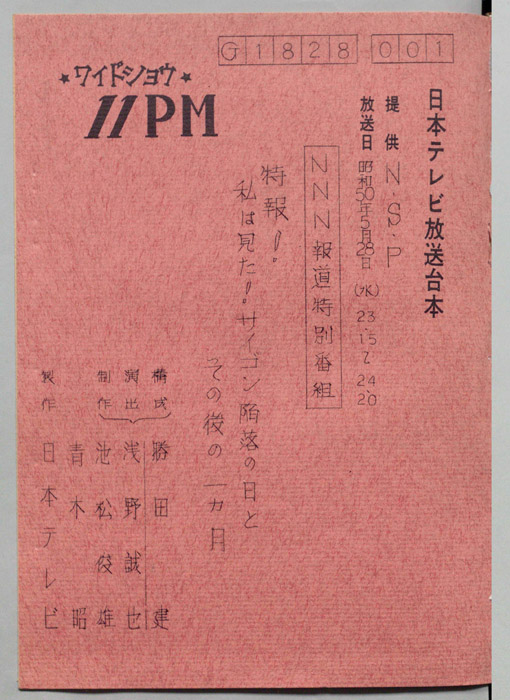 G1828 001
★ワイドショウ★
11PM
日本テレビ放送台本
提供 N・S・P
放送日 昭和50年5月28日(水)23.15~24.20
NNN報道特別番組
特報!!
私は見た!!サイゴン陥落の日と
その後の一カ月
構成 勝田建
演出 浅野誠也
制作 池松俊雄
青木昭
製作 日本テレビ